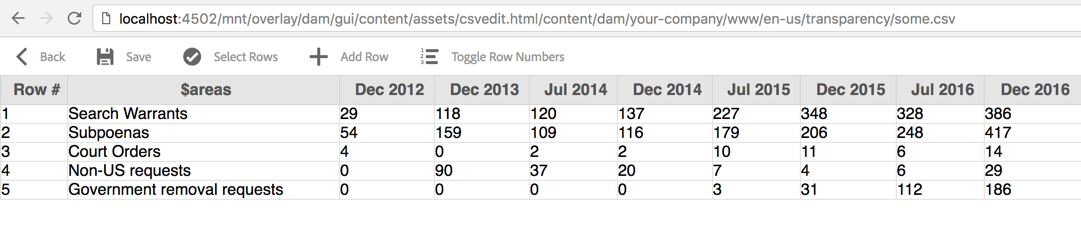 localhost:4502/mnt/overlay/dam/gui/content/assets/csvedit.html/content/dam/your-company/www/en-us/transparency/some.csv
Back Save Select Rows Add Row Toggle Row Numbers
Row # $areas Dec 2012 Dec 2013 Jul 2014 Dec 2014 Jul 2015 Dec 2015 Jul 2016 Dec 2016
1 Search Warrants 29 118 120 137 227 348 328 386
2 Subpoenas 54 159 109 116 179 206 248 417
3 Court Orders 4 0 2 2 10 11 6 14
4 Non-US requests 0 90 37 20 7 4 6 29
5 Government removal requests 0 0 0 0 3 31 112 186